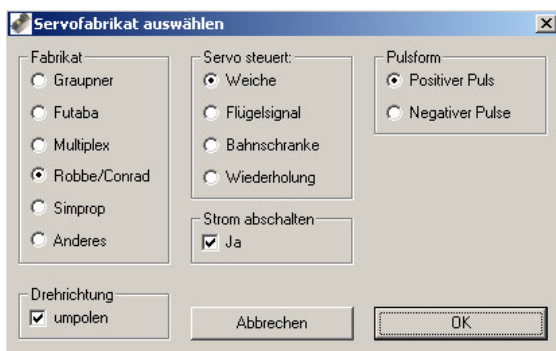 Servofabrikat auswählen
Fabrikat
Graupner
Futaba
Multiplex
Robbe/Conrad
Simprop
Anderes
Servo steuert:
Weiche
Flügelsignal
Bahnschranke
Wiederholung
Pulsform
Positiver Puls
Negativer Pulse
Strom abschalten
Ja
Drehrichtung
umpolen
Abbrechen
OK